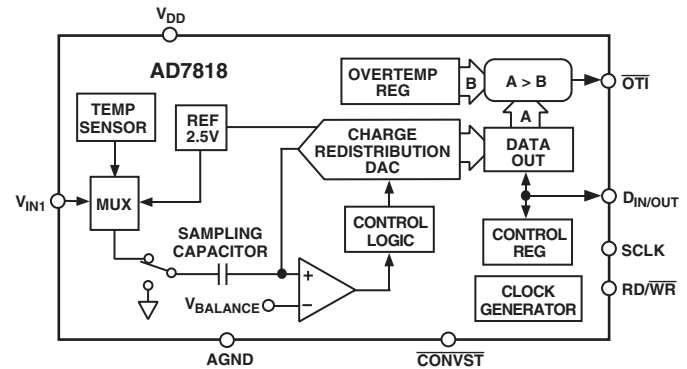 VDD
AD7818
OVERTEMP
REG
B
A > B
OTI
TEMP
SENSOR
REF
2.5V
CHARGE
REDISTRIBUTION
DAC
A
DATA
OUT
VIN1
MUX
DIN/OUT
SAMPLING
CAPACITOR
CONTROL
LOGIC
CONTROL
REG
SCLK
+
−
VBALANCE
CLOCK
GENERATOR
RD/WR
AGND
CONVST